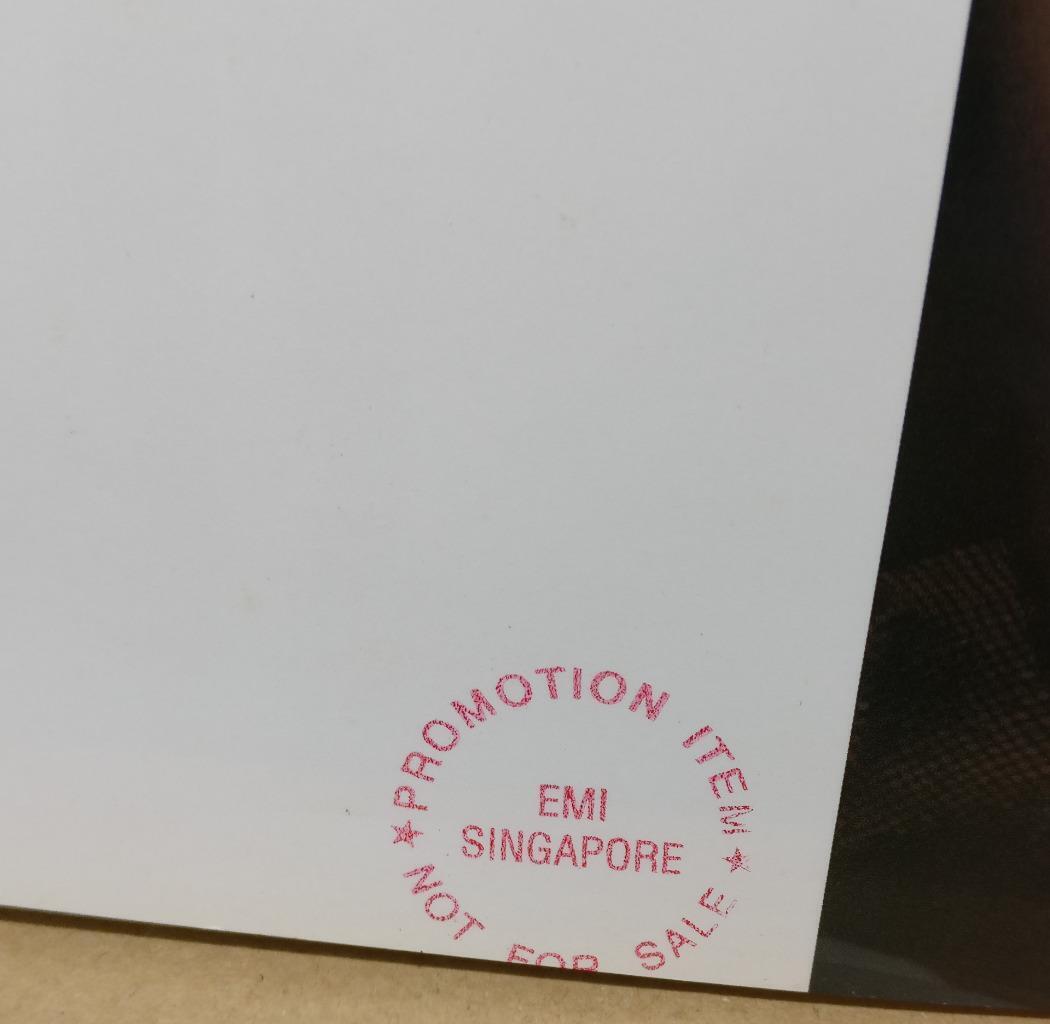 ★ PROMOTION ITEM ★
EMI
SINGAPORE
NOT FOR SALE